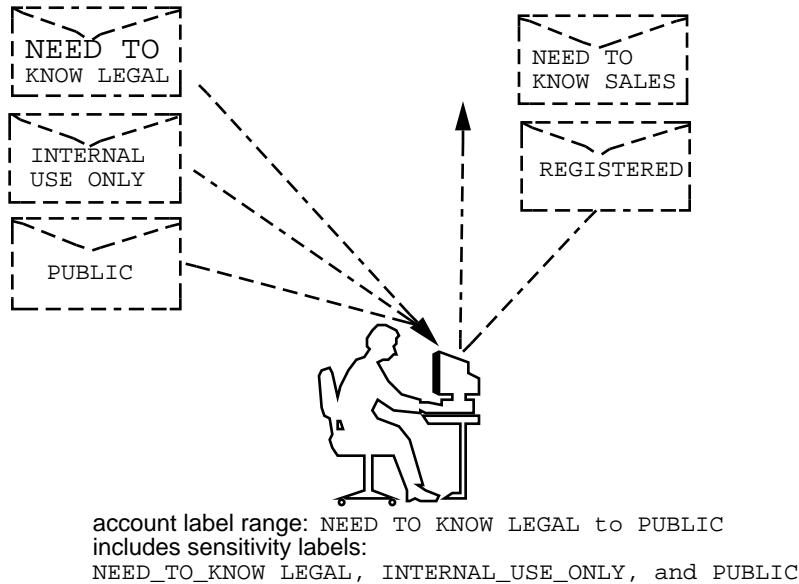 NEED TO
KNOW LEGAL
INTERNAL
USE ONLY
PUBLIC
NEED TO
KNOW SALES
REGISTERED
account label range: NEED TO KNOW LEGAL to PUBLIC
includes sensitivity labels:
NEED_TO_KNOW LEGAL, INTERNAL_USE_ONLY, and PUBLIC